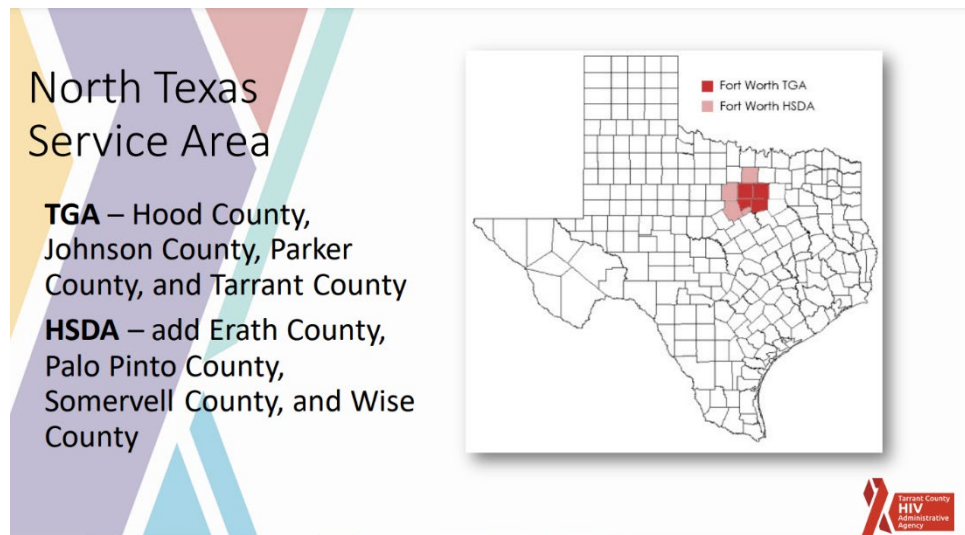 North Texas
Service Area
TGA – Hood County,
Johnson County, Parker
County, and Tarrant County
HSDA – add Erath County,
Palo Pinto County,
Somervell County, and Wise
County
Fort Worth TGA
Fort Worth HSDA
Tarrant County
HIV
Administrative
Agency